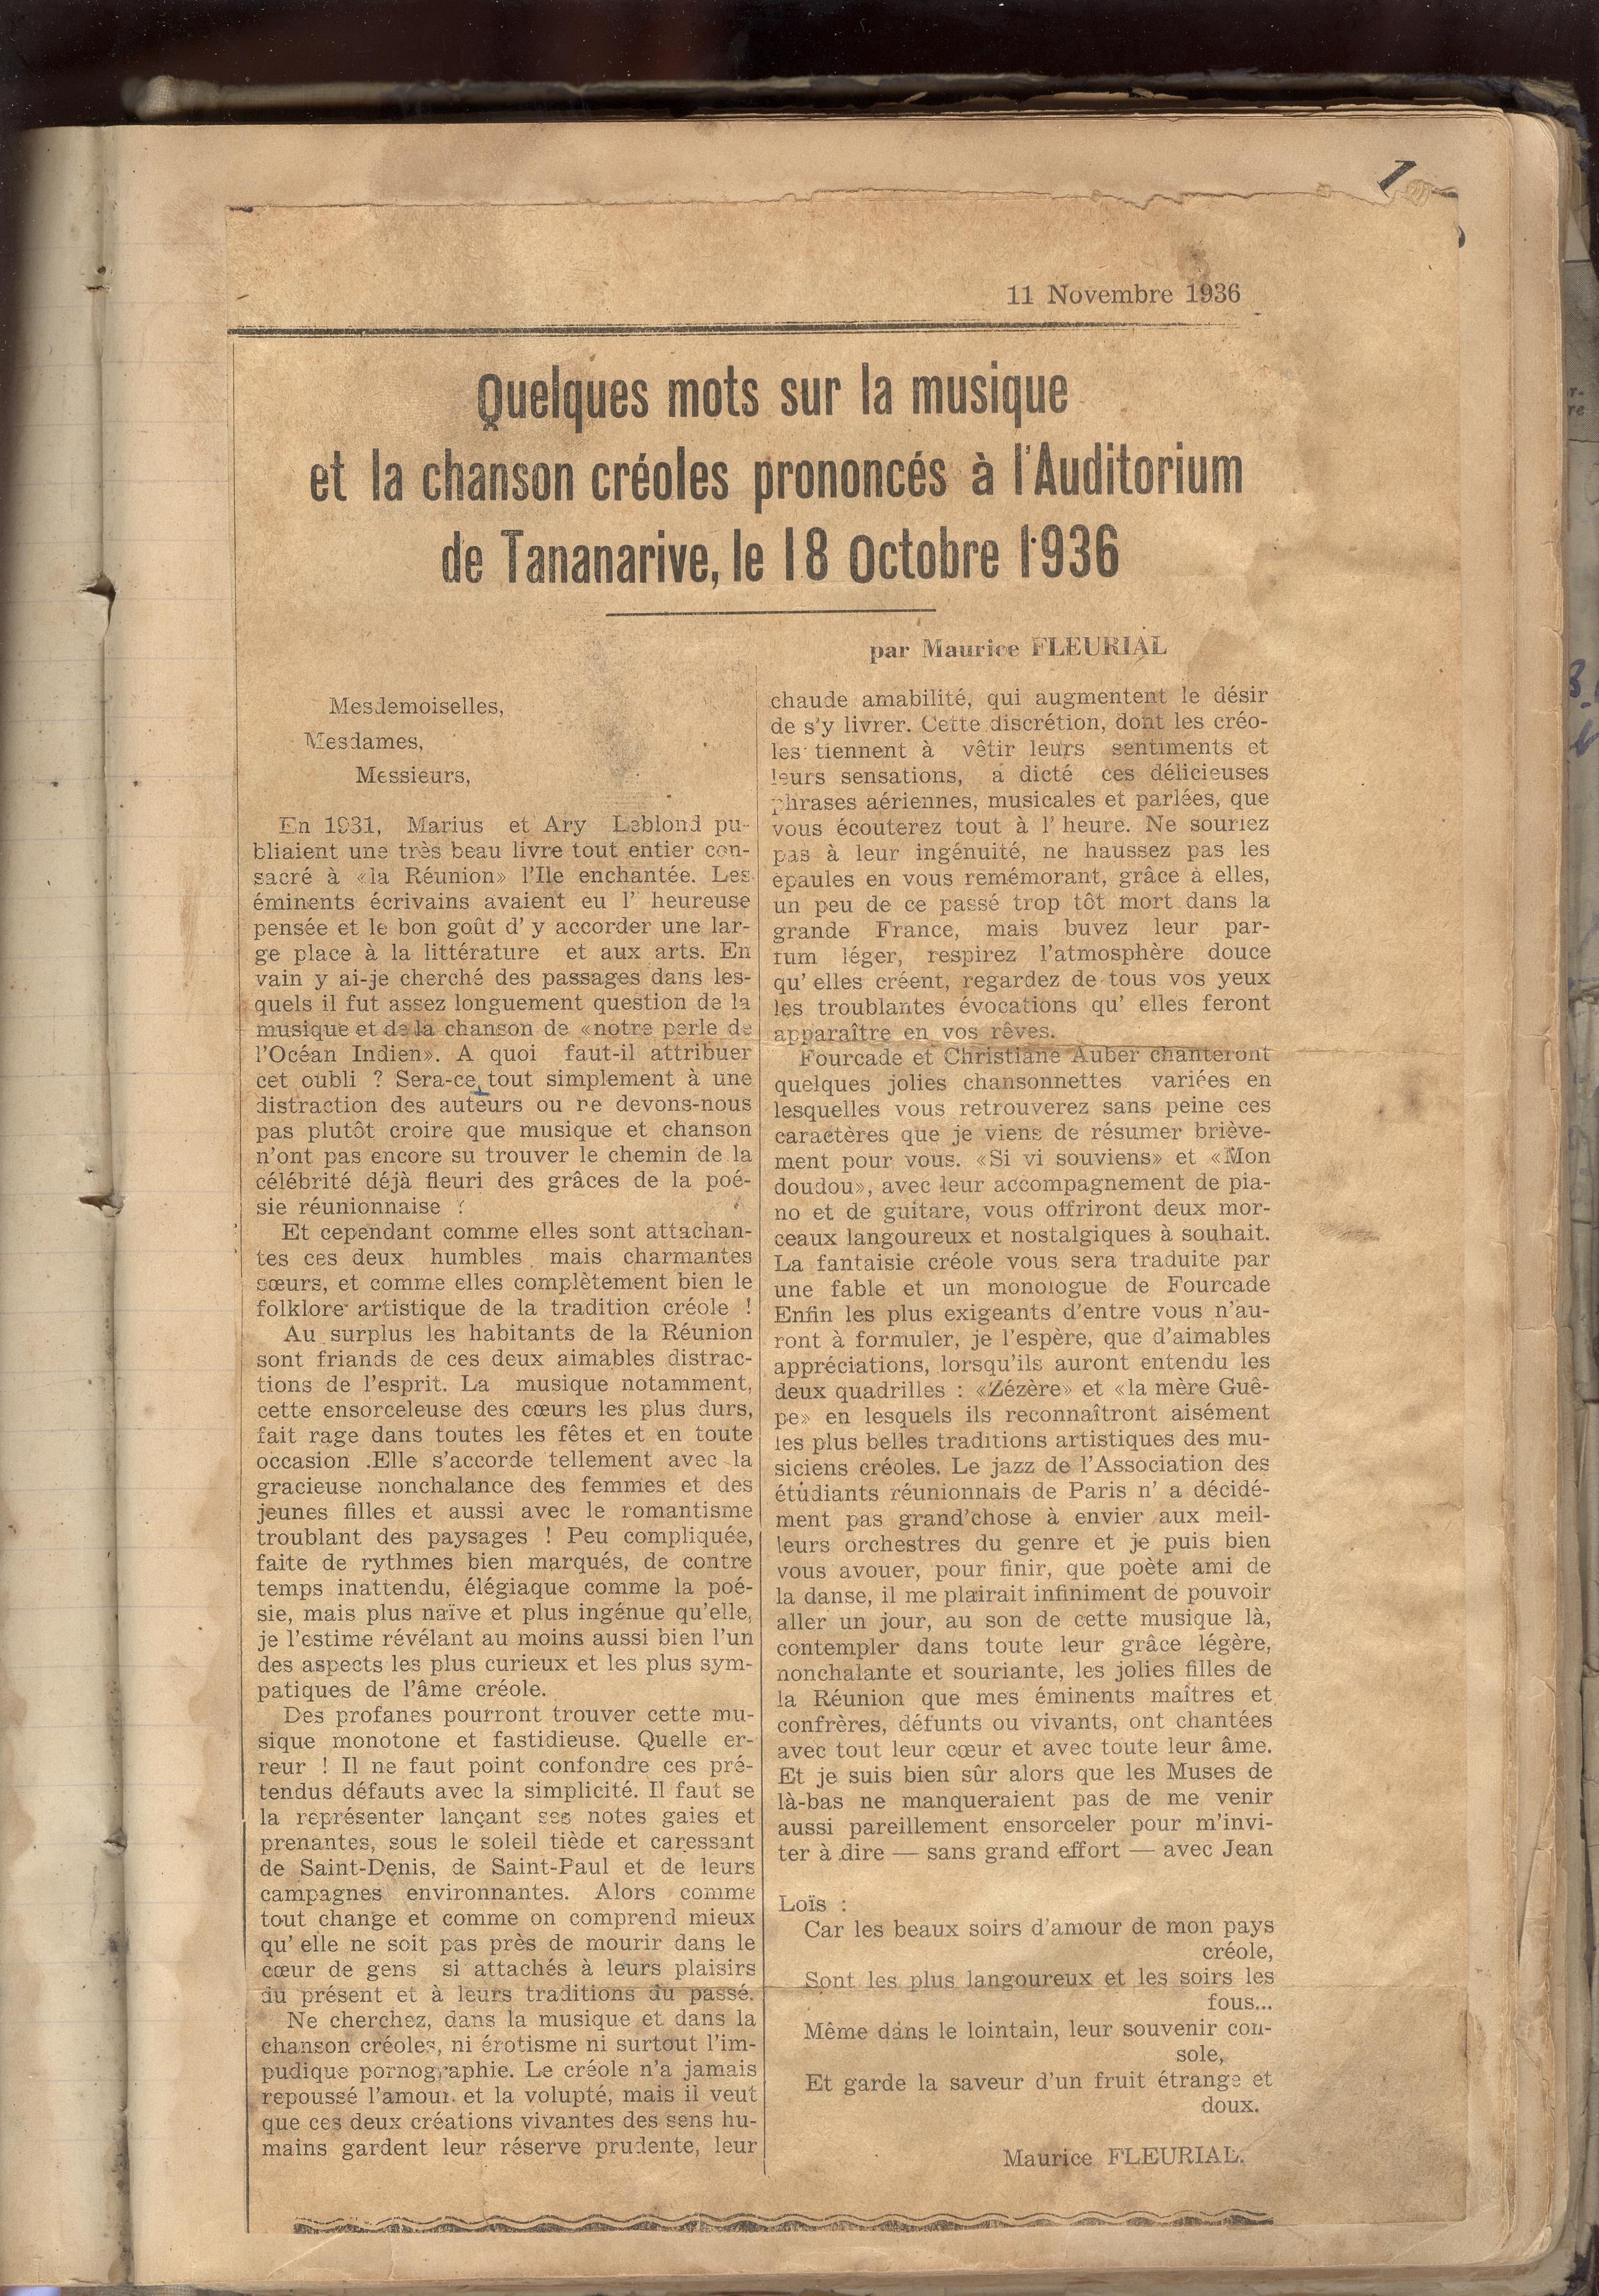 1
11 Novembre 1936
Quelques mots sur la musique
et la chanson créoles prononcés à l'Auditorium
de Tananarive, le 18 Octobre 1936
par Maurice FLEURIAL
Mesdemoiselles,
Mesdames,
Messieurs,
En 1931, Marius et Ary Leblond pu-
bliaient une très beau livre tout entier con-
sacré à «la Réunion» l'Ile enchantée. Les
éminents écrivains avaient eu l' heureuse
pensée et le bon goût d' y accorder une lar-
ge place à la littérature et aux arts. En
vain y ai-je cherché des passages dans les-
quels il fut assez longuement question de la
musique et de la chanson de «notre perle de
l'Océan Indien». A quoi faut-il attribuer
cet oubli ? Sera-ce tout simplement à une
distraction des auteurs ou ne devons-nous
pas plutôt croire que musique et chanson
n'ont pas encore su trouver le chemin de la
célébrité déjà fleuri des grâces de la poé-
sie réunionnaise ?
Et cependant comme elles sont attachan-
tes ces deux humbles mais charmantes
sœurs, et comme elles complètement bien le
folklore artistique de la tradition créole !
Au surplus les habitants de la Réunion
sont friands de ces deux aimables distrac-
tions de l'esprit. La musique notamment,
cette ensorceleuse des cœurs les plus durs,
fait rage dans toutes les fêtes et en toute
occasion .Elle s'accorde tellement avec la
gracieuse nonchalance des femmes et des
jeunes filles et aussi avec le romantisme
troublant des paysages ! Peu compliquée,
faite de rythmes bien marqués, de contre
temps inattendu, élégiaque comme la poé-
sie, mais plus naïve et plus ingénue qu'elle,
je l'estime révélant au moins aussi bien l'un
des aspects les plus curieux et les plus sym-
patiques de l'âme créole.
Des profanes pourront trouver cette mu-
sique monotone et fastidieuse. Quelle er-
reur ! Il ne faut point confondre ces pré-
tendus défauts avec la simplicité. Il faut se
la représenter lançant ses notes gaies et
prenantes, sous le soleil tiède et caressant
de Saint-Denis, de Saint-Paul et de leurs
campagnes environnantes. Alors comme
tout change et comme on comprend mieux
qu' elle ne soit pas près de mourir dans le
cœur de gens si attachés à leurs plaisirs
du présent et à leurs traditions du passé.
Ne cherchez, dans la musique et dans la
chanson créoles, ni érotisme ni surtout l'im-
pudique pornographie. Le créole n'a jamais
repoussé l'amour et la volupté, mais il veut
que ces deux créations vivantes des sens hu-
mains gardent leur réserve prudente, leur
chaude amabilité, qui augmentent le désir
de s'y livrer. Cette discrétion, dont les créo-
les tiennent à vêtir leurs sentiments et
leurs sensations, a dicté ces délicieuses
phrases aériennes, musicales et parlées, que
vous écouterez tout à l' heure. Ne souriez
pas à leur ingénuité, ne haussez pas les
épaules en vous remémorant, grâce à elles,
un peu de ce passé trop tôt mort dans la
grande France, mais buvez leur par-
fum léger, respirez l'atmosphère douce
qu' elles créent, regardez de tous vos yeux
les troublantes évocations qu' elles feront
apparaître en vos rêves.
Fourcade et Christiane Auber chanteront
quelques jolies chansonnettes variées en
lesquelles vous retrouverez sans peine ces
caractères que je viens de résumer briève-
ment pour vous. «Si vi souviens» et «Mon
doudou», avec leur accompagnement de pia-
no et de guitare, vous offriront deux mor-
ceaux langoureux et nostalgiques à souhait.
La fantaisie créole vous sera traduite par
une fable et un monologue de Fourcade
Enfin les plus exigeants d'entre vous n'au-
ront à formuler, je l'espère, que d'aimables
appréciations, lorsqu'ils auront entendu les
deux quadrilles : «Zézère» et «la mère Guê-
pe» en lesquels ils reconnaîtront aisément
les plus belles traditions artistiques des mu-
siciens créoles. Le jazz de l'Association des
étudiants réunionnais de Paris n' a décidé-
ment pas grand'chose à envier aux meil-
leurs orchestres du genre et je puis bien
vous avouer, pour finir, que poète ami de
la danse, il me plairait infiniment de pouvoir
aller un jour, au son de cette musique là,
contempler dans toute leur grâce légère,
nonchalante et souriante, les jolies filles de
la Réunion que mes éminents maîtres et
confrères, défunts ou vivants, ont chantées
avec tout leur cœur et avec toute leur âme.
Et je suis bien sûr alors que les Muses de
là-bas ne manqueraient pas de me venir
aussi pareillement ensorceler pour m'invi-
ter à dire — sans grand effort — avec Jean
Loïs :
Car les beaux soirs d'amour de mon pays
créole,
Sont les plus langoureux et les soirs les
fous...
Même dans le lointain, leur souvenir con-
sole,
Et garde la saveur d'un fruit étrange et
doux.
Maurice FLEURIAL.